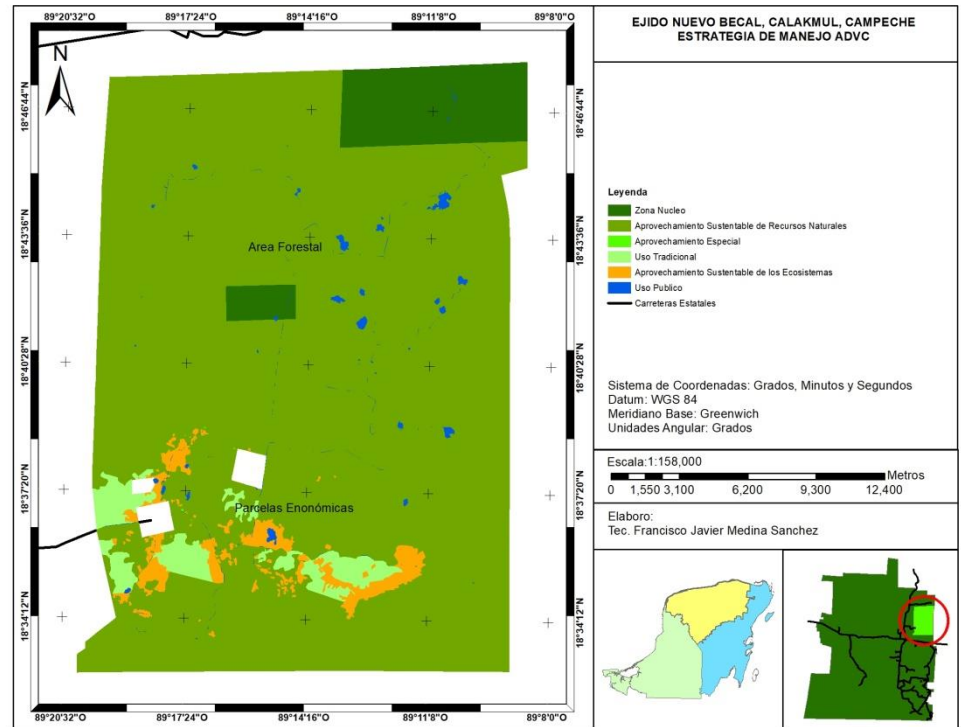 89°20'32"O
89°17'24"O
89°14'16"O
89°11'8"O
89°8'0"O
N
18°46'44"N
18°43'36"N
18°40'28"N
18°37'20"N
18°34'12"N
Area Forestal
Parcelas Enonómicas
18°46'44"N
18°43'36"N
18°40'28"N
18°37'20"N
18°34'12"N
89°20'32"O
89°17'24"O
89°14'16"O
89°11'8"O
89°8'0"O
EJIDO NUEVO BECAL, CALAKMUL, CAMPECHE
ESTRATEGIA DE MANEJO ADVC
Leyenda
Zona Nucleo
Aprovechamiento Sustentable de Recursos Naturales
Aprovechamiento Especial
Uso Tradicional
Aprovechamiento Sustentable de los Ecosistemas
Uso Publico
Carreteras Estatales
Sistema de Coordenadas: Grados, Minutos y Segundos
Datum: WGS 84
Meridiano Base: Greenwich
Unidades Angular: Grados
Escala:1:158,000
Metros
0 1,550 3,100 6,200 9,300 12,400
Elaboro:
Tec. Francisco Javier Medina Sanchez